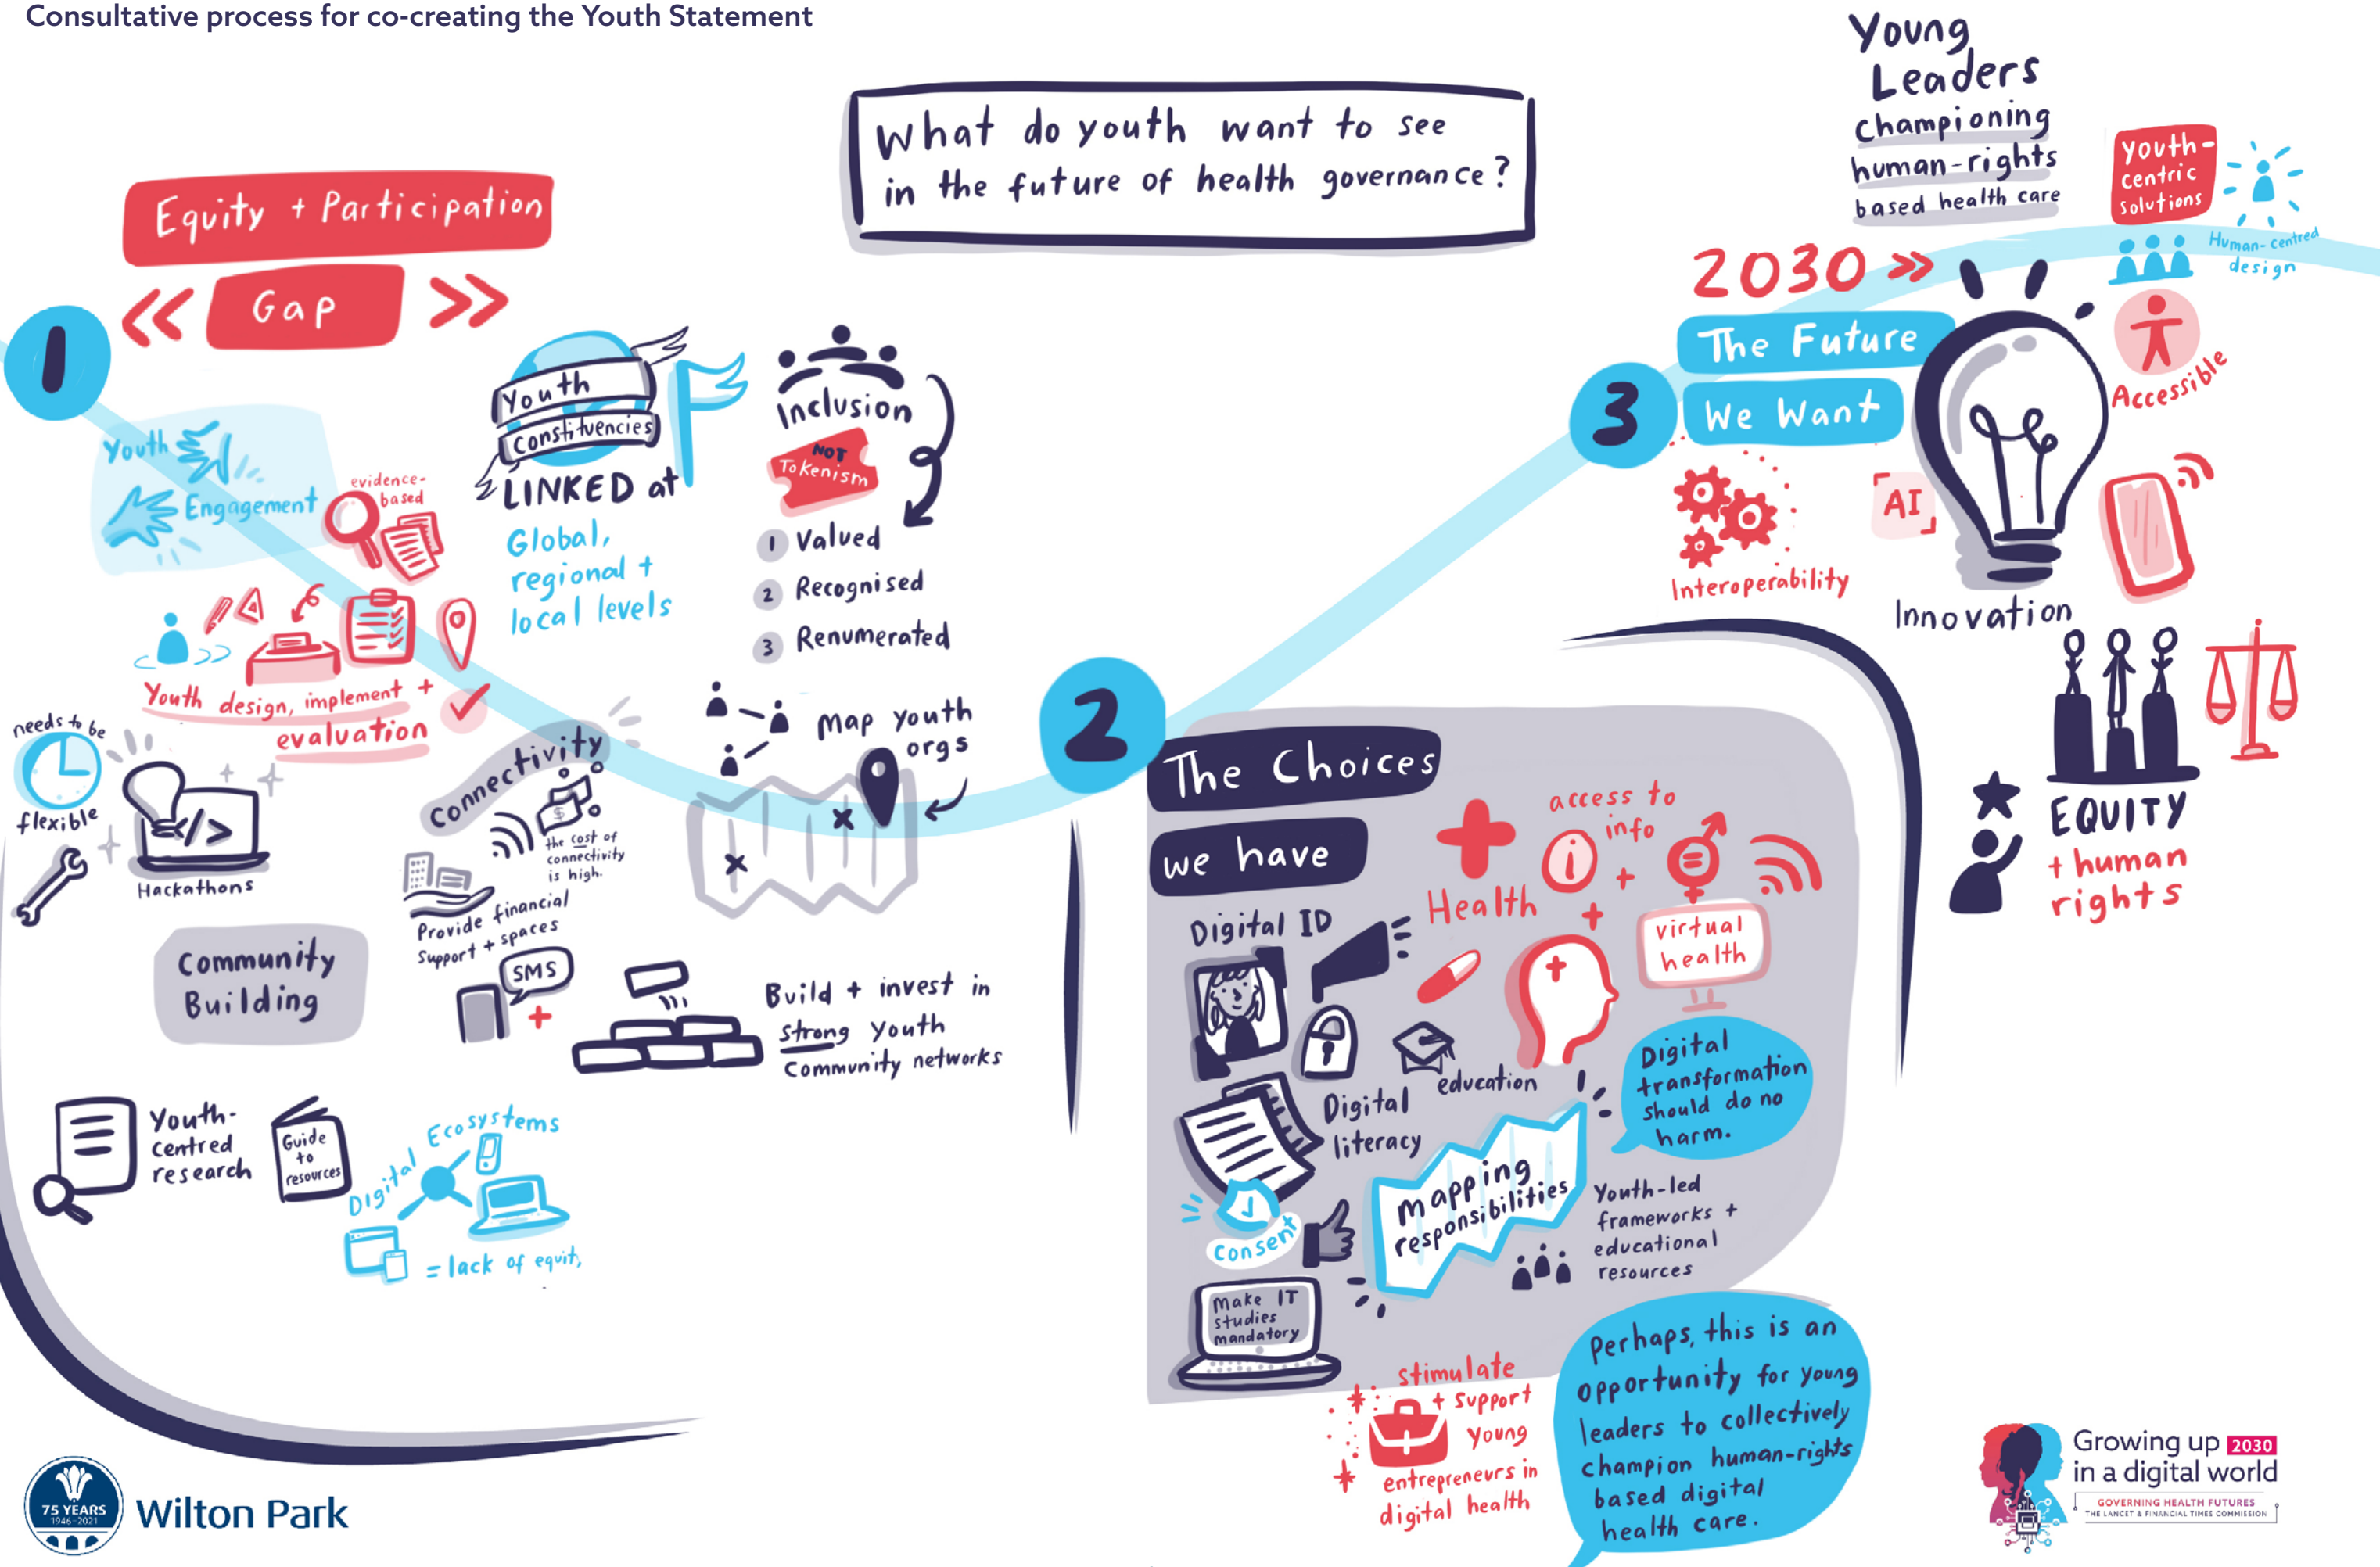 Consultative process for co-creating the Youth Statement
What do youth want to see
in the future of health governance?
1
Equity + Participation
Gap
Youth
Engagement
evidence-
based
Youth design, implement +
evaluation
Youth
constituencies
LINKED at
Global,
regional +
local levels
Inclusion
NOT
Tokenism
1 Valued
2 Recognised
3 Renumerated
Map youth
orgs
needs to be
flexible
</>
Hackathons
Connectivity
$
the cost of
connectivity
is high.
Provide financial
Support + spaces
SMS
+
Community
Building
Build + invest in
strong youth
Community networks
Youth-
centred
research
Guide
to
resources
Digital Ecosystems
= lack of equit,
2
The Choices
we have
Digital ID
Health
access to
info
i
+
+
virtual
health
education
Digital
literacy
Digital
transformation
should do no
harm.
Consent
mapping
responsibilities
Youth-led
frameworks +
educational
resources
Make IT
studies
mandatory
stimulate
+ support
young
entrepreneurs in
digital health
Perhaps, this is an
opportunity for young
leaders to collectively
champion human-rights
based digital
health care.
3
2030 »
The Future
We Want
Young
Leaders
championing
human-rights
based health care
Youth-
centric
solutions
Human-centred
design
Accessible
AI
Interoperability
Innovation
EQUITY
+ human
rights
75 YEARS
1946-2021
Wilton Park
Growing up 2030
in a digital world
GOVERNING HEALTH FUTURES
THE LANCET & FINANCIAL TIMES COMMISSION